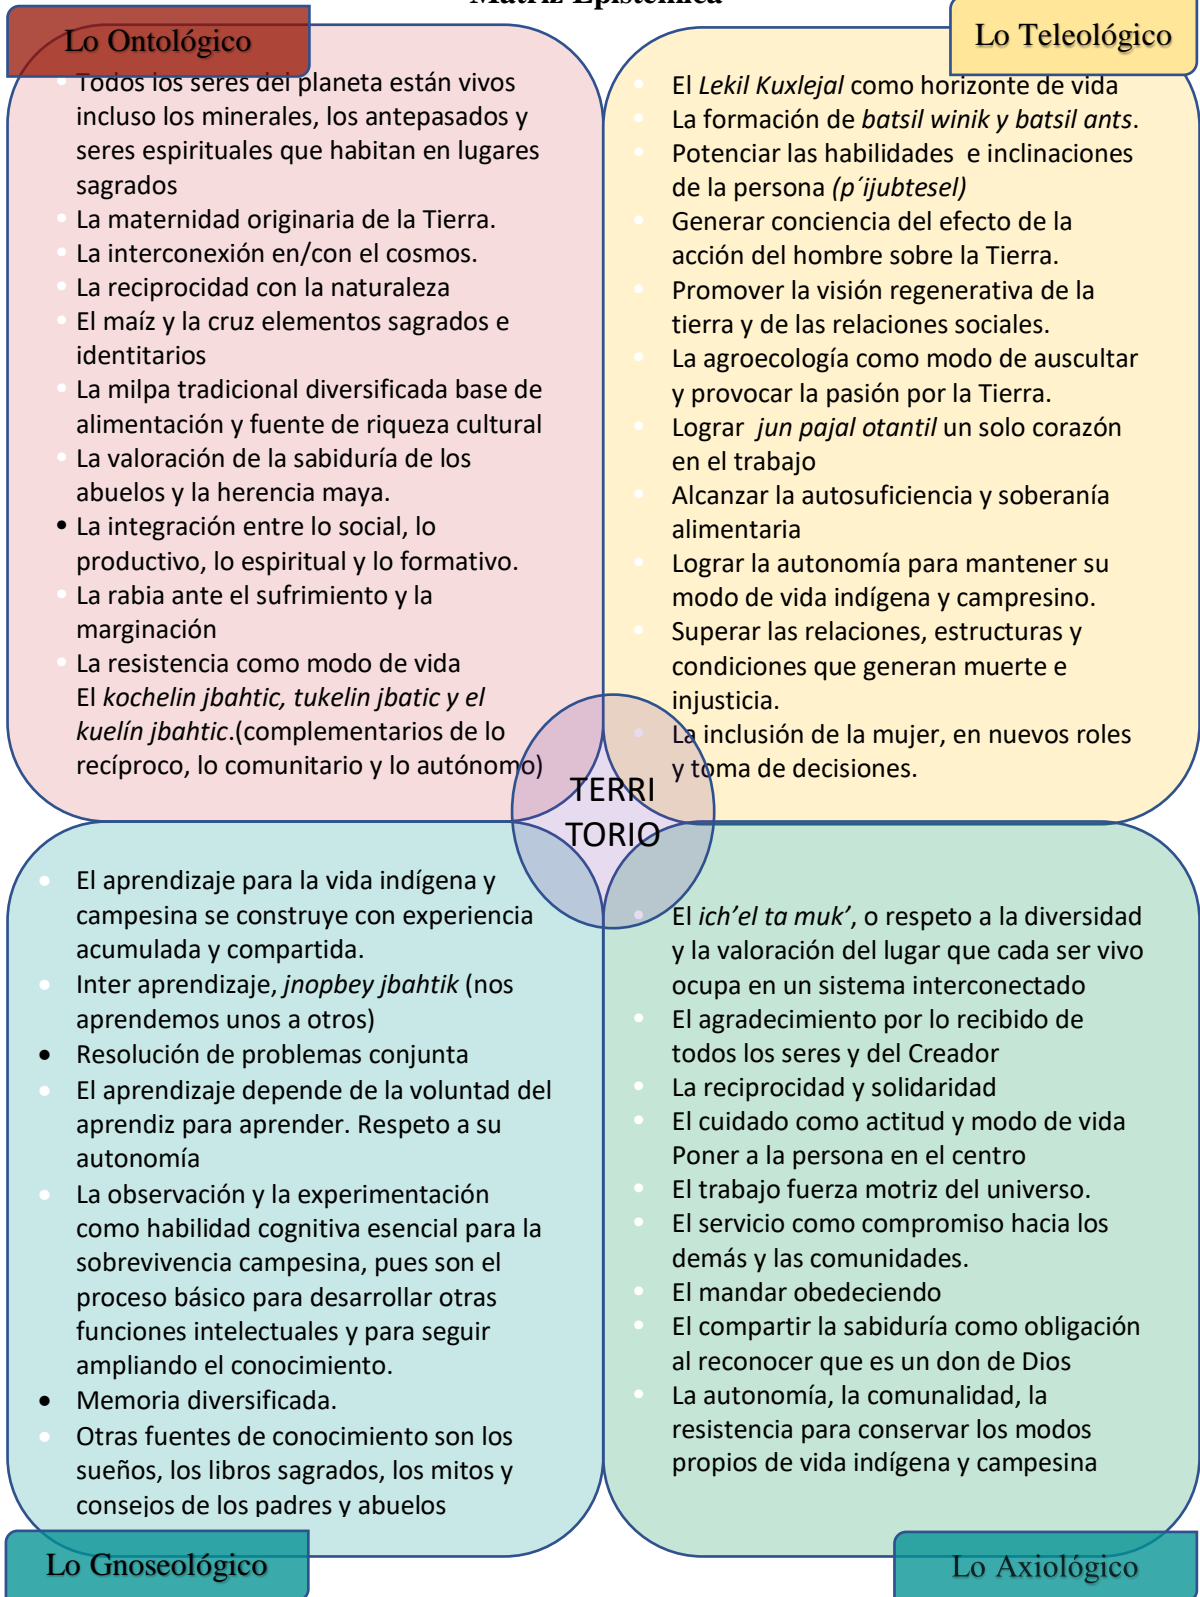 Matriz Epistémica
Lo Ontológico
Todos los seres del planeta están vivos
incluso los minerales, los antepasados y
seres espirituales que habitan en lugares
sagrados
La maternidad originaria de la Tierra.
La interconexión en/con el cosmos.
La reciprocidad con la naturaleza
El maíz y la cruz elementos sagrados e
identitarios
La milpa tradicional diversificada base de
alimentación y fuente de riqueza cultural
La valoración de la sabiduría de los
abuelos y la herencia maya.
• La integración entre lo social, lo
productivo, lo espiritual y lo formativo.
La rabia ante el sufrimiento y la
marginación
La resistencia como modo de vida
El kochelin jbahtic, tukelin jbatic y el
kuelín jbahtic.(complementarios de lo
recíproco, lo comunitario y lo autónomo)
Lo Teleológico
El Lekil Kuxlejal como horizonte de vida
La formación de batsil winik y batsil ants.
Potenciar las habilidades e inclinaciones
de la persona (p´ijubtesel)
Generar conciencia del efecto de la
acción del hombre sobre la Tierra.
Promover la visión regenerativa de la
tierra y de las relaciones sociales.
La agroecología como modo de auscultar
y provocar la pasión por la Tierra.
Lograr jun pajal otantil un solo corazón
en el trabajo
Alcanzar la autosuficiencia y soberanía
alimentaria
Lograr la autonomía para mantener su
modo de vida indígena y campresino.
Superar las relaciones, estructuras y
condiciones que generan muerte e
injusticia.
La inclusión de la mujer, en nuevos roles
y toma de decisiones.
TERRI
TORIO
El aprendizaje para la vida indígena y
campesina se construye con experiencia
acumulada y compartida.
Inter aprendizaje, jnopbey jbahtik (nos
aprendemos unos a otros)
• Resolución de problemas conjunta
El aprendizaje depende de la voluntad del
aprendiz para aprender. Respeto a su
autonomía
La observación y la experimentación
como habilidad cognitiva esencial para la
sobrevivencia campesina, pues son el
proceso básico para desarrollar otras
funciones intelectuales y para seguir
ampliando el conocimiento.
• Memoria diversificada.
Otras fuentes de conocimiento son los
sueños, los libros sagrados, los mitos y
consejos de los padres y abuelos
Lo Gnoseológico
El ich’el ta muk’, o respeto a la diversidad
y la valoración del lugar que cada ser vivo
ocupa en un sistema interconectado
El agradecimiento por lo recibido de
todos los seres y del Creador
La reciprocidad y solidaridad
El cuidado como actitud y modo de vida
Poner a la persona en el centro
El trabajo fuerza motriz del universo.
El servicio como compromiso hacia los
demás y las comunidades.
El mandar obedeciendo
El compartir la sabiduría como obligación
al reconocer que es un don de Dios
La autonomía, la comunalidad, la
resistencia para conservar los modos
propios de vida indígena y campesina
Lo Axiológico